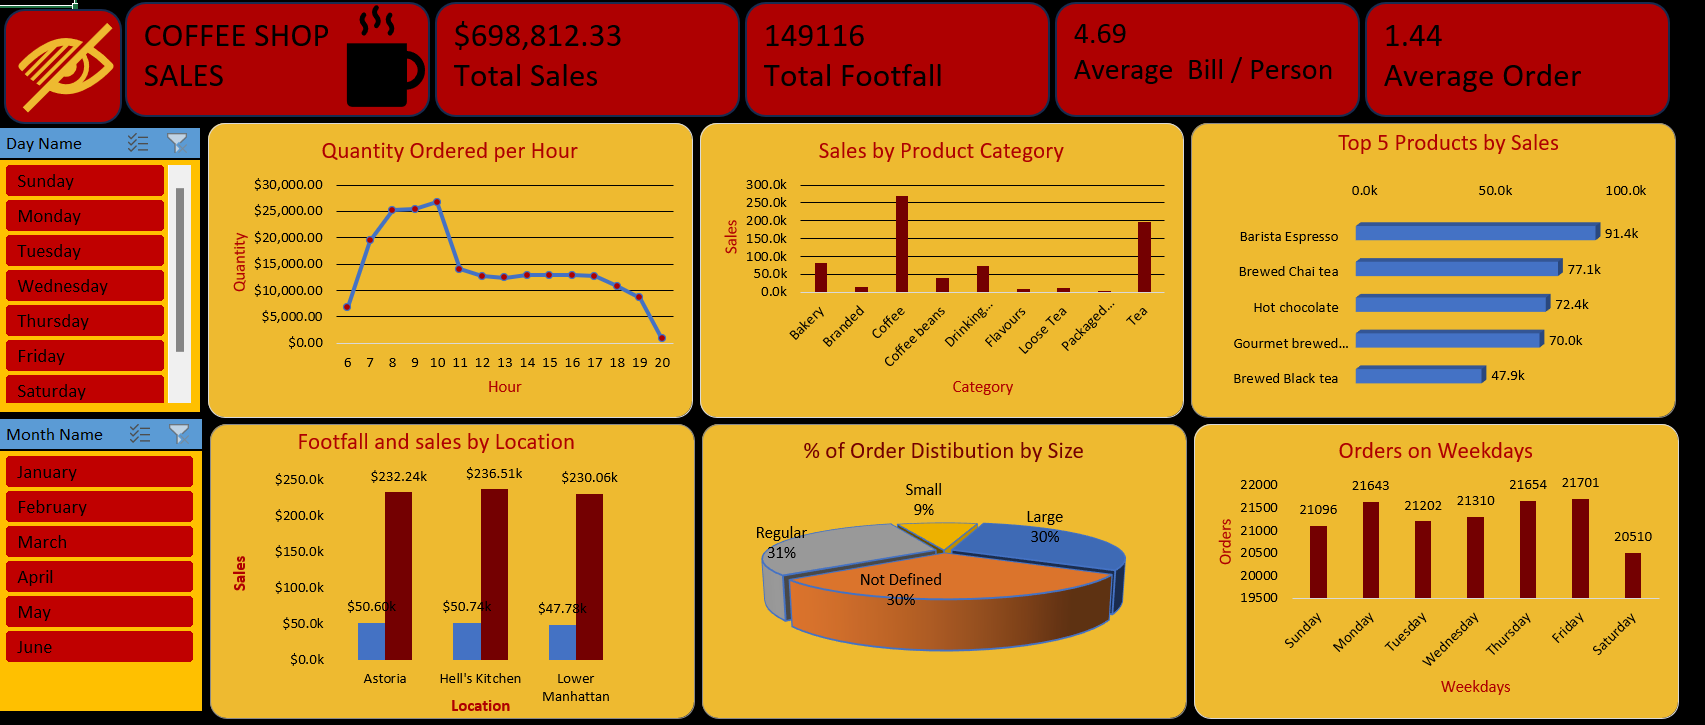 COFFEE SHOP
SALES
$698,812.33
Total Sales
149116
Total Footfall
4.69
Average  Bill / Person
1.44
Average Order
Day Name
Sunday
Monday
Tuesday
Wednesday
Thursday
Friday
Saturday
Month Name
January
February
March
April
May
June
Quantity Ordered per Hour
Quantity
$30,000.00
$25,000.00
$20,000.00
$15,000.00
$10,000.00
$5,000.00
$0.00
6 7 8 9 10 11 12 13 14 15 16 17 18 19 20
Hour
Sales by Product Category
Sales
300.0k
250.0k
200.0k
150.0k
100.0k
50.0k
0.0k
Bakery
Branded
Coffee
Coffee beans
Drinking...
Flavours
Loose Tea
Packaged...
Tea
Category
Top 5 Products by Sales
0.0k 50.0k 100.0k
Barista Espresso 91.4k
Brewed Chai tea 77.1k
Hot chocolate 72.4k
Gourmet brewed... 70.0k
Brewed Black tea 47.9k
Footfall and sales by Location
Sales
$250.0k
$200.0k
$150.0k
$100.0k
$50.0k
$0.0k
$232.24k $236.51k $230.06k
$50.60k $50.74k $47.78k
Astoria Hell's Kitchen Lower
Manhattan
Location
% of Order Distibution by Size
Small
9%
Large
30%
Regular
31%
Not Defined
30%
Orders on Weekdays
Orders
22000
21500
21000
20500
20000
19500
21096 21643 21202 21310 21654 21701 20510
Sunday
Monday
Tuesday
Wednesday
Thursday
Friday
Saturday
Weekdays